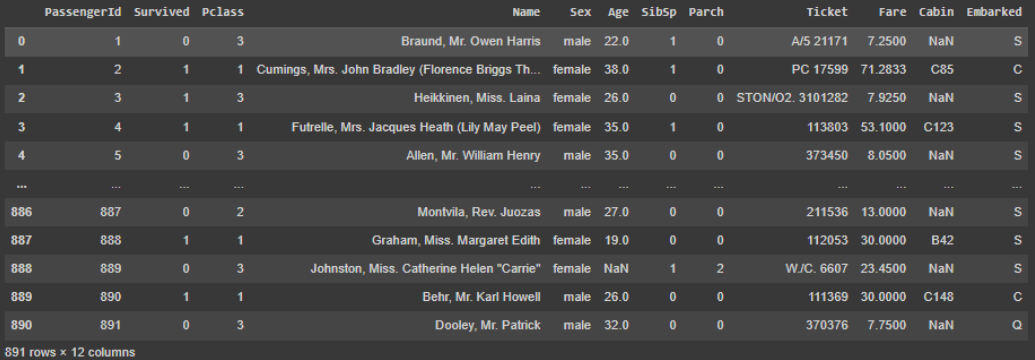 PassengerId Survived Pclass Name Sex Age SibSp Parch Ticket Fare Cabin Embarked
0 1 0 3 Braund, Mr. Owen Harris male 22.0 1 0 A/5 21171 7.2500 NaN S
1 2 1 1 Cumings, Mrs. John Bradley (Florence Briggs Th... female 38.0 1 0 PC 17599 71.2833 C85 C
2 3 1 3 Heikkinen, Miss. Laina female 26.0 0 0 STON/O2. 3101282 7.9250 NaN S
3 4 1 1 Futrelle, Mrs. Jacques Heath (Lily May Peel) female 35.0 1 0 113803 53.1000 C123 S
4 5 0 3 Allen, Mr. William Henry male 35.0 0 0 373450 8.0500 NaN S
... ... ... ... ... ... ... ... ... ... ... ... ...
886 887 0 2 Montvila, Rev. Juozas male 27.0 0 0 211536 13.0000 NaN S
887 888 1 1 Graham, Miss. Margaret Edith female 19.0 0 0 112053 30.0000 B42 S
888 889 0 3 Johnston, Miss. Catherine Helen "Carrie" female NaN 1 2 W./C. 6607 23.4500 NaN S
889 890 1 1 Behr, Mr. Karl Howell male 26.0 0 0 111369 30.0000 C148 C
890 891 0 3 Dooley, Mr. Patrick male 32.0 0 0 370376 7.7500 NaN Q
891 rows × 12 columns